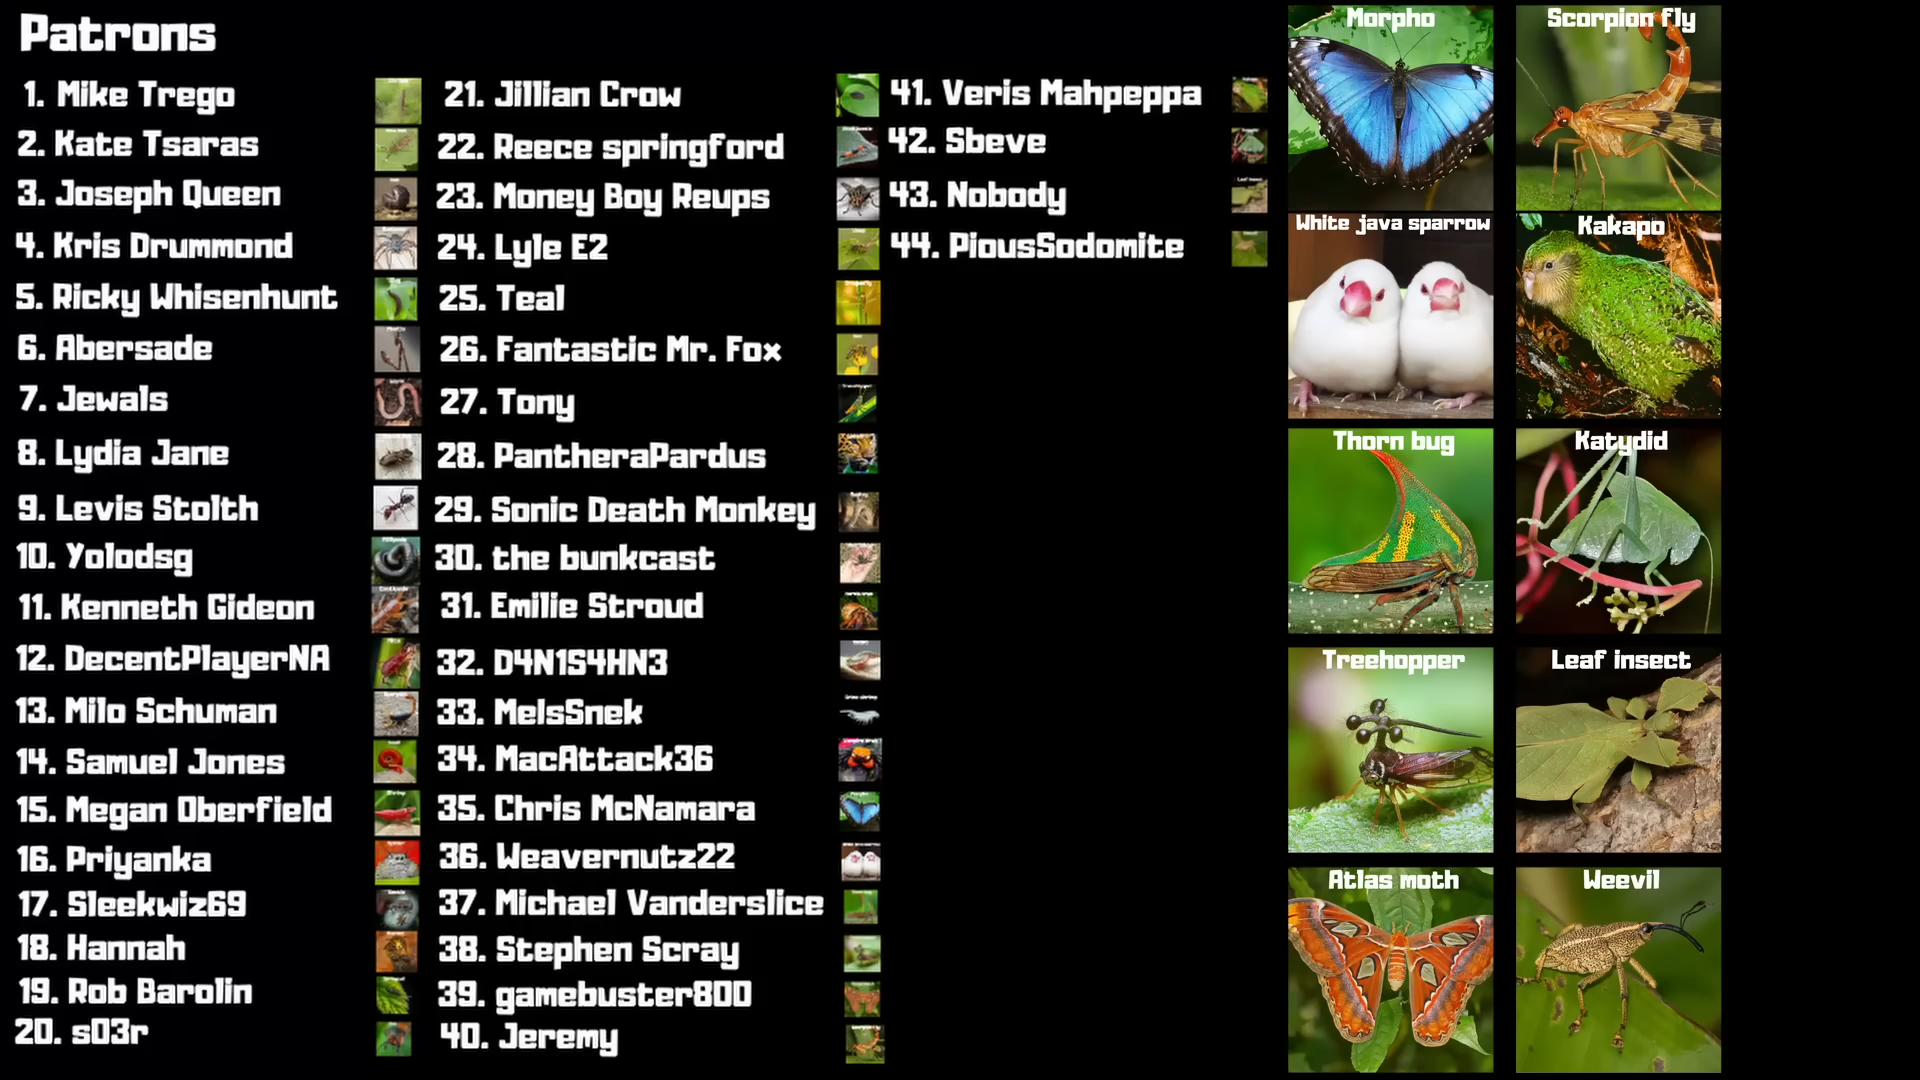 Patrons
1. Mike Trego
2. Kate Tsaras
3. Joseph Queen
4. Kris Drummond
5. Ricky Whisenhunt
6. Abersade
7. Jewals
8. Lydia Jane
9. Levis Stolth
10. Yolodsg
11. Kenneth Gideon
12. DecentPlayerNA
13. Milo Schuman
14. Samuel Jones
15. Megan Oberfield
16. Priyanka
17. Sleekwiz69
18. Hannah
19. Rob Barolin
20. s03r
21. Jillian Crow
22. Reece springford
23. Money Boy Reups
24. Lyle E2
25. Teal
26. Fantastic Mr. Fox
27. Tony
28. PantheraPardus
29. Sonic Death Monkey
30. the bunkcast
31. Emilie Stroud
32. D4N1S4HN3
33. MelsSnek
34. MacAttack36
35. Chris McNamara
36. Weavernutz22
37. Michael Vanderslice
38. Stephen Scray
39. gamebuster800
40. Jeremy
41. Veris Mahpeppa
42. Sbeve
43. Nobody
44. PiousSodomite
Morpho
Scorpion fly
White java sparrow
Kakapo
Thorn bug
Katydid
Treehopper
Leaf insect
Atlas moth
Weevil